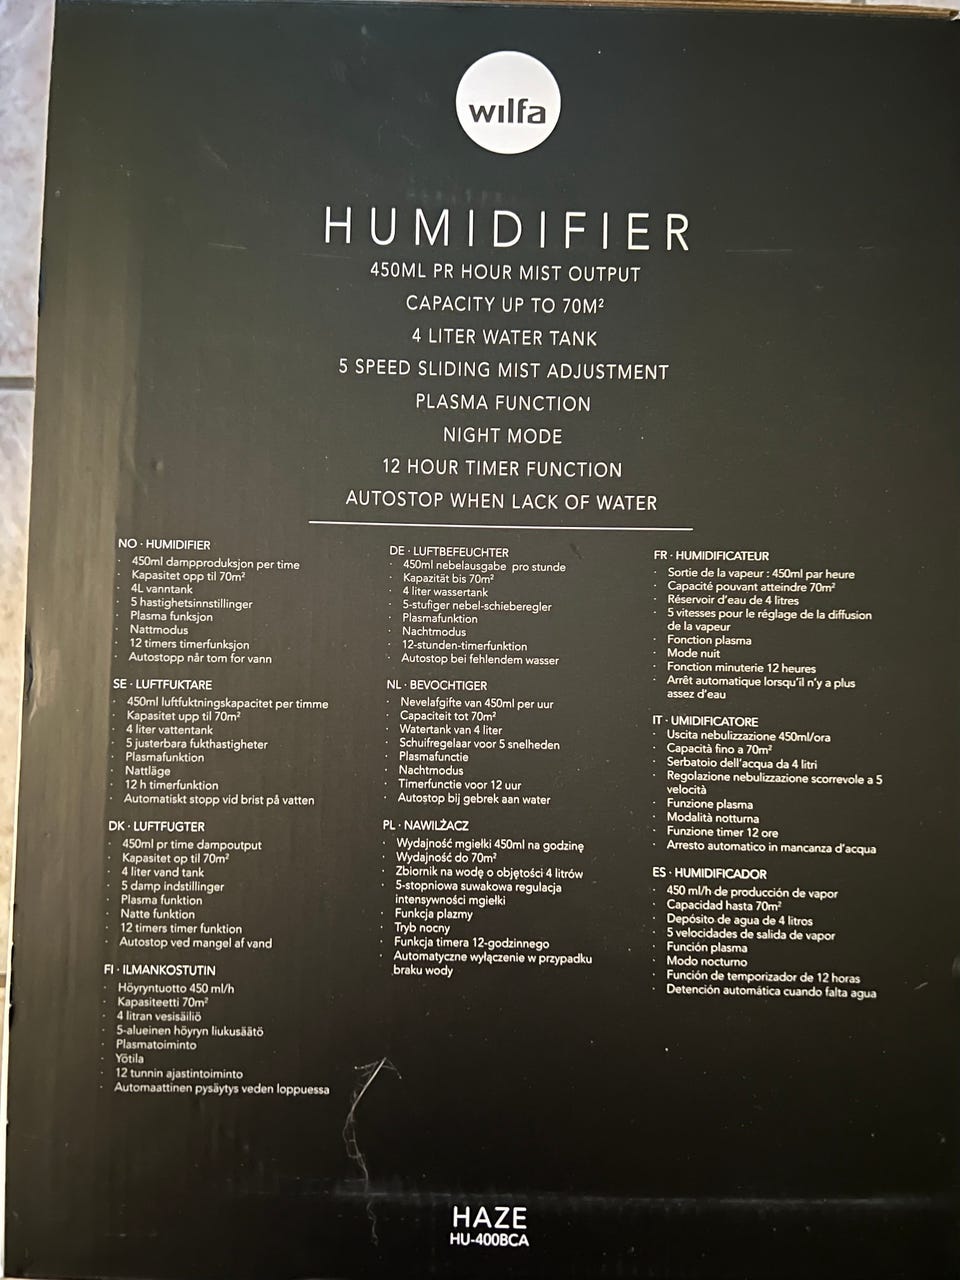 wilfa
HUMIDIFIER
450ML PR HOUR MIST OUTPUT
CAPACITY UP TO 70M²
4 LITER WATER TANK
5 SPEED SLIDING MIST ADJUSTMENT
PLASMA FUNCTION
NIGHT MODE
12 HOUR TIMER FUNCTION
AUTOSTOP WHEN LACK OF WATER
NO · HUMIDIFIER
· 450ml dampproduksjon per time
· Kapasitet opp til 70m²
· 4L vanntank
· 5 hastighetsinnstillinger
· Plasma funksjon
· Nattmodus
· 12 timers timerfunksjon
· Autostopp når tom for vann
SE · LUFTFUKTARE
· 450ml luftfuktningskapacitet per timme
· Kapasitet upp til 70m²
· 4 liter vattentank
· 5 justerbara fukthastigheter
· Plasmafunktion
· Nattläge
· 12 h timerfunktion
· Automatiskt stopp vid brist på vatten
DK · LUFTFUGTER
· 450ml pr time dampoutput
· Kapasitet op til 70m²
· 4 liter vand tank
· 5 damp indstillinger
· Plasma funktion
· Natte funktion
· 12 timers timer funktion
· Autostop ved mangel af vand
FI · ILMANKOSTUTIN
· Höyryntuotto 450 ml/h
· Kapasiteetti 70m²
· 4 litran vesisäiliö
· 5-alueinen höyryn liukusäätö
· Plasmatoiminto
· Yötila
· 12 tunnin ajastintoiminto
· Automaattinen pysäytys veden loppuessa
DE · LUFTBEFEUCHTER
· 450ml nebelausgabe pro stunde
· Kapazität bis 70m²
· 4 liter wassertank
· 5-stufiger nebel-schieberegler
· Plasmafunktion
· Nachtmodus
· 12-stunden-timerfunktion
· Autostop bei fehlendem wasser
NL · BEVOCHTIGER
· Nevelafgifte van 450ml per uur
· Capaciteit tot 70m²
· Watertank van 4 liter
· Schuifregelaar voor 5 snelheden
· Plasmafunctie
· Nachtmodus
· Timerfunctie voor 12 uur
· Autostop bij gebrek aan water
PL · NAWILŻACZ
· Wydajność mgiełki 450ml na godzinę
· Wydajność do 70m²
· Zbiornik na wodę o objętości 4 litrów
· 5-stopniowa suwakowa regulacja
intensywności mgiełki
· Funkcja plazmy
· Tryb nocny
· Funkcja timera 12-godzinnego
· Automatyczne wyłączenie w przypadku
braku wody
FR · HUMIDIFICATEUR
· Sortie de la vapeur : 450ml par heure
· Capacité pouvant atteindre 70m²
· Réservoir d'eau de 4 litres
· 5 vitesses pour le réglage de la diffusion
de la vapeur
· Fonction plasma
· Mode nuit
· Fonction minuterie 12 heures
· Arrêt automatique lorsqu'il n'y a plus
assez d'eau
IT · UMIDIFICATORE
· Uscita nebulizzazione 450ml/ora
· Capacità fino a 70m²
· Serbatoio dell'acqua da 4 litri
· Regolazione nebulizzazione scorrevole a 5
velocità
· Funzione plasma
· Modalità notturna
· Funzione timer 12 ore
· Arresto automatico in mancanza d'acqua
ES · HUMIDIFICADOR
· 450 ml/h de producción de vapor
· Capacidad hasta 70m²
· Depósito de agua de 4 litros
· 5 velocidades de salida de vapor
· Función plasma
· Modo nocturno
· Función de temporizador de 12 horas
· Detención automática cuando falta agua
HAZE
HU-400BCA